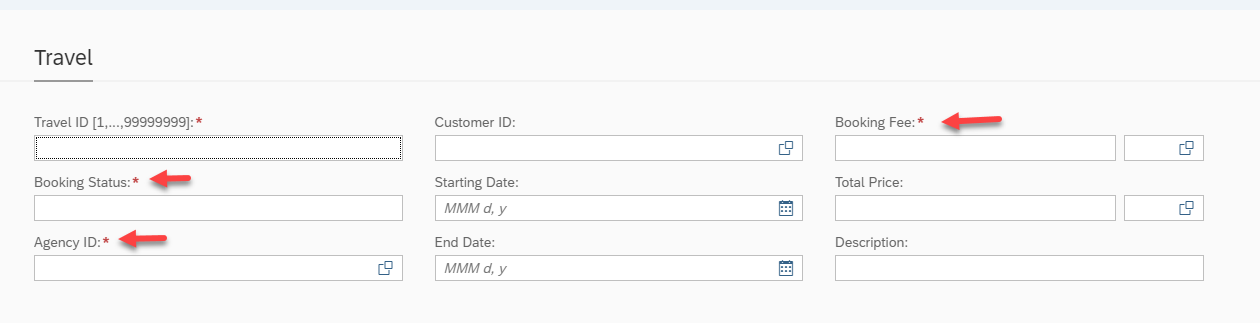 Travel
Travel ID [1,...,99999999]:*
Customer ID:
Booking Fee:*
Booking Status:*
Starting Date:
MMM d, y
Total Price:
Agency ID:*
End Date:
MMM d, y
Description: